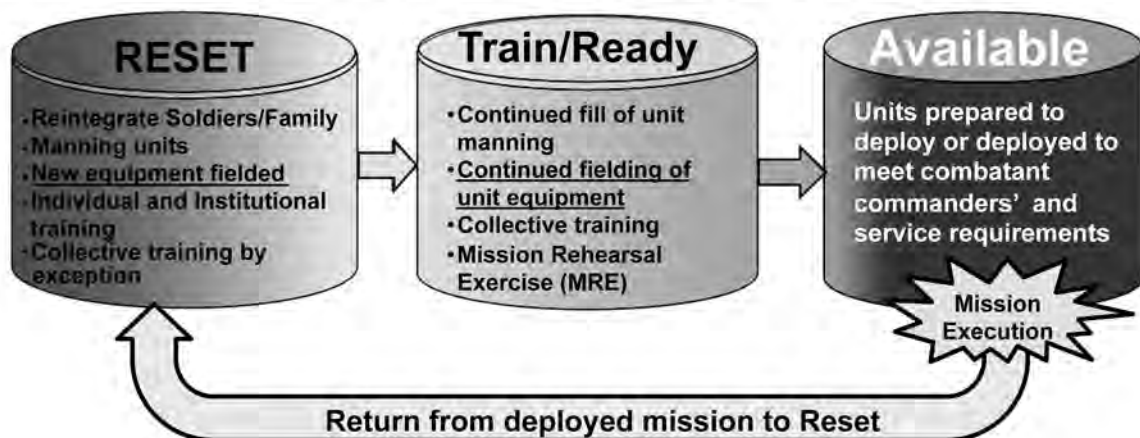 RESET
•Reintegrate Soldiers/Family
•Manning units
•New equipment fielded
•Individual and Institutional
training
•Collective training by
exception
Train/Ready
•Continued fill of unit
manning
•Continued fielding of
unit equipment
•Collective training
•Mission Rehearsal
Exercise (MRE)
Available
Units prepared to
deploy or deployed to
meet combatant
commanders’ and
service requirements
Mission
Execution
Return from deployed mission to Reset